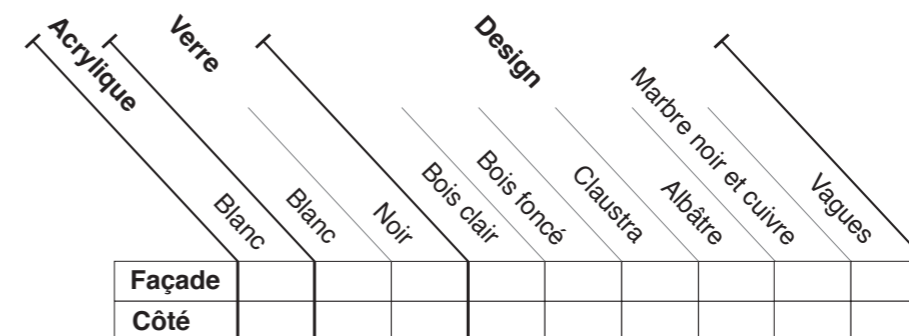 Acrylique
Verre
Design
Blanc
Blanc
Noir
Bois clair
Bois foncé
Claustra
Albâtre
Marbre noir et cuivre
Vagues
Façade
Côté